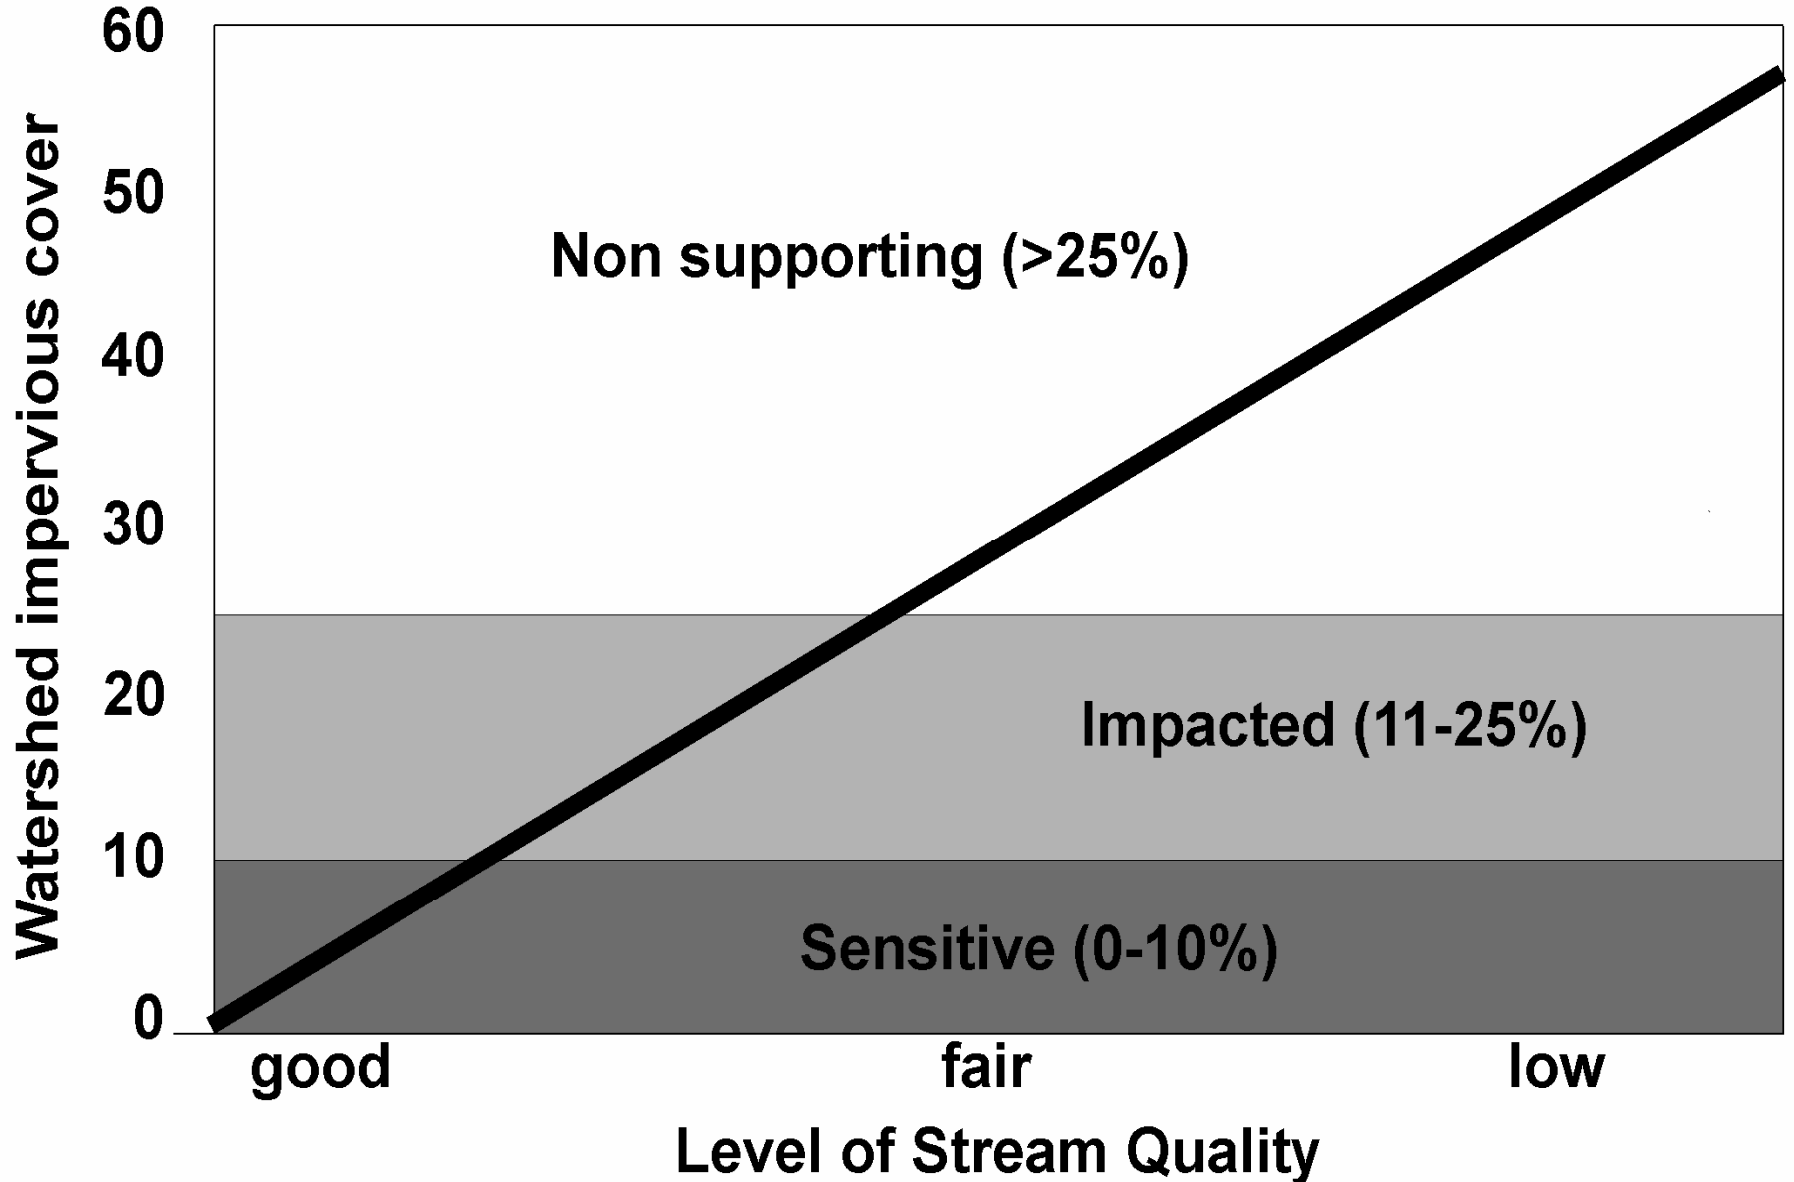 60
50
40
30
20
10
0
Watershed impervious cover
Non supporting (>25%)
Impacted (11-25%)
Sensitive (0-10%)
good fair low
Level of Stream Quality